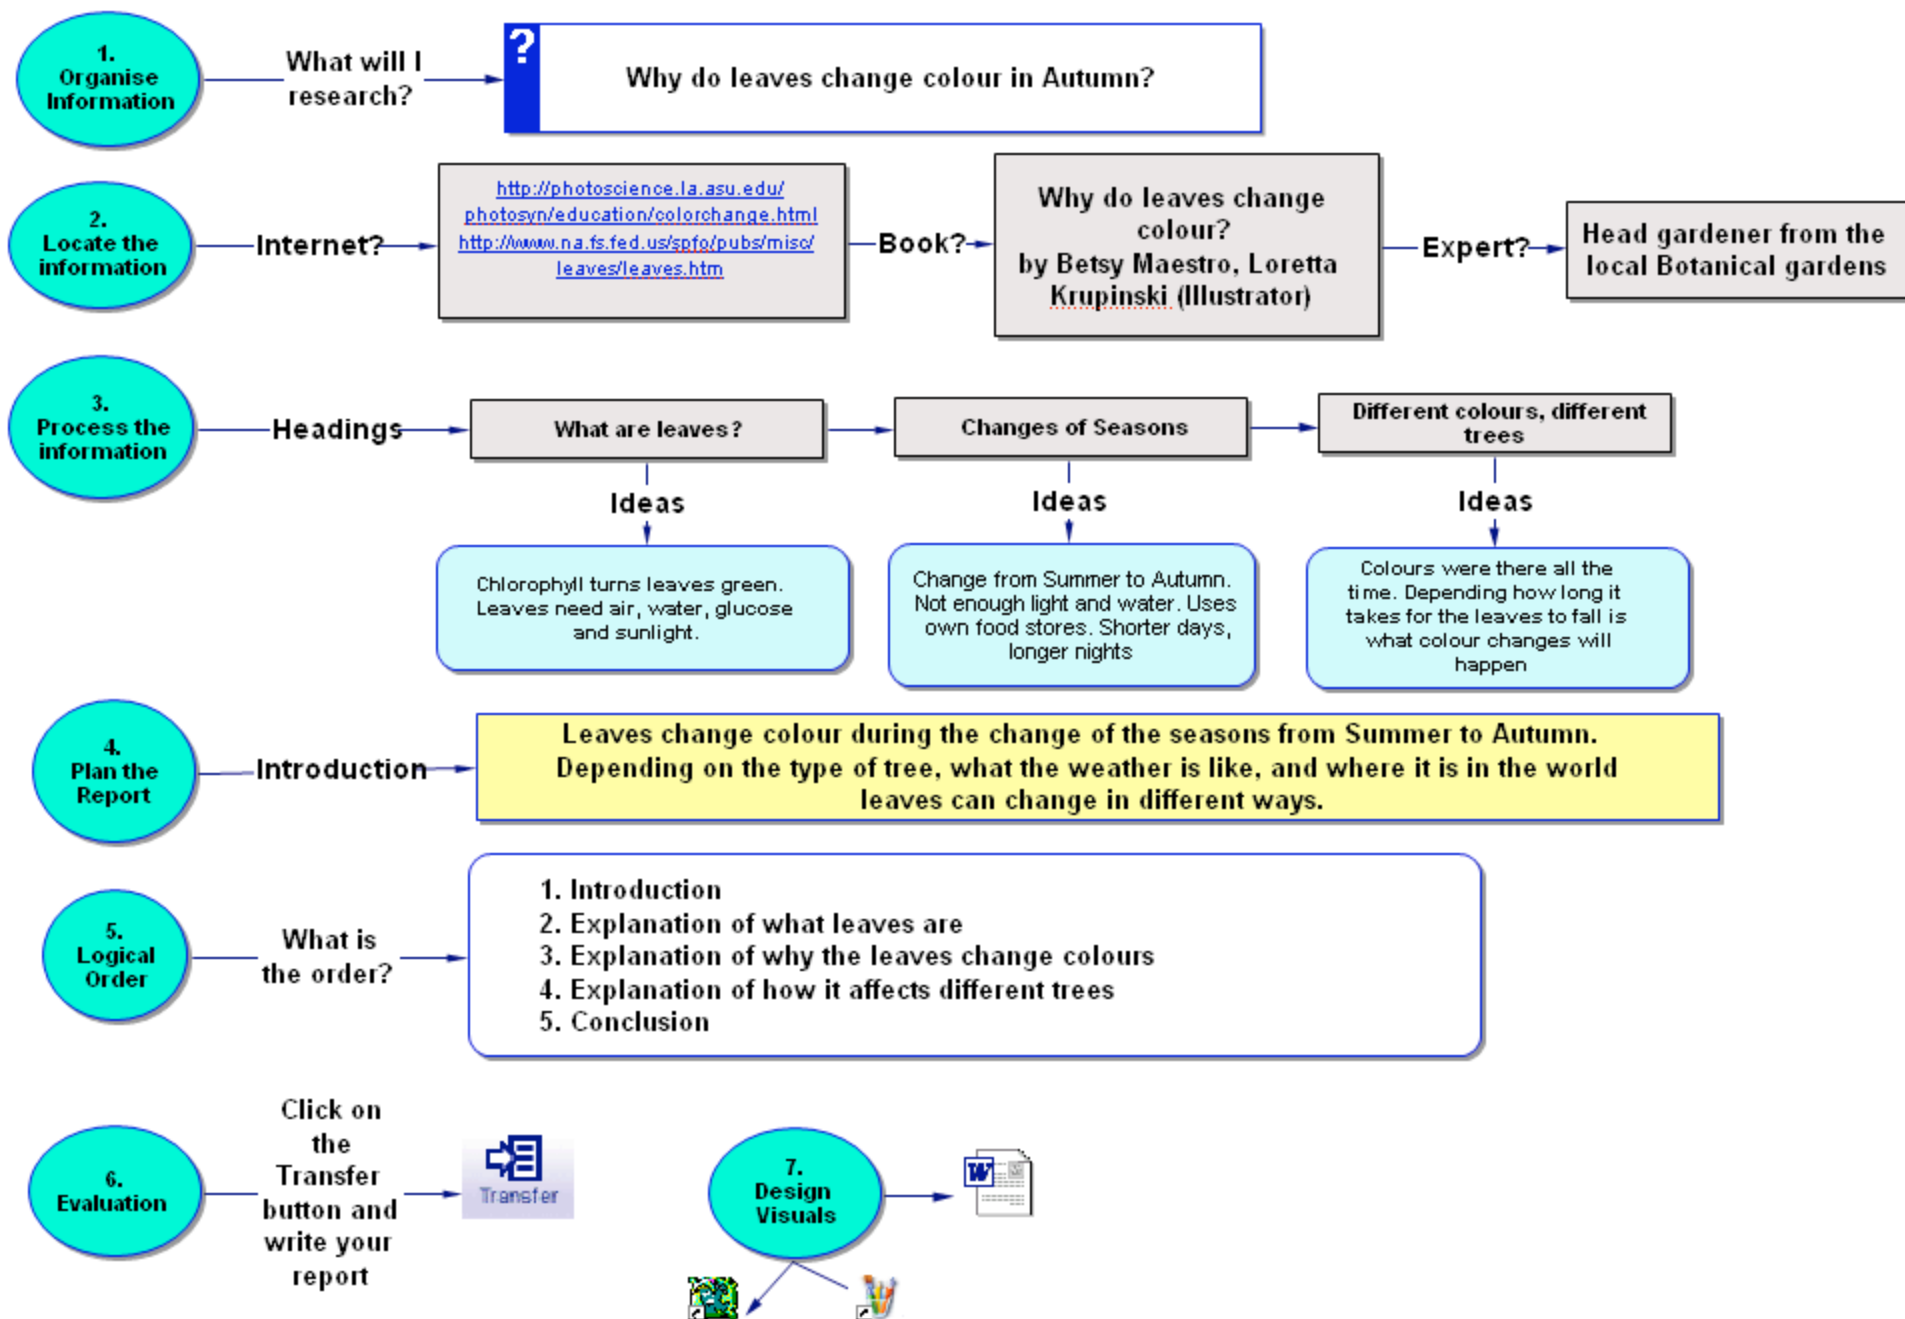 1.
Organise
Information
What will I
research?
?
Why do leaves change colour in Autumn?
2.
Locate the
information
Internet?
http://photoscience.la.asu.edu/
photosyn/education/colorchange.html
http://www.na.fs.fed.us/spfo/pubs/misc/
leaves/leaves.htm
Book?
Why do leaves change
colour?
by Betsy Maestro, Loretta
Krupinski (Illustrator)
Expert?
Head gardener from the
local Botanical gardens
3.
Process the
information
Headings
What are leaves?
Changes of Seasons
Different colours, different
trees
Ideas
Ideas
Ideas
Chlorophyll turns leaves green.
Leaves need air, water, glucose
and sunlight.
Change from Summer to Autumn.
Not enough light and water. Uses
own food stores. Shorter days,
longer nights
Colours were there all the
time. Depending how long it
takes for the leaves to fall is
what colour changes will
happen
4.
Plan the
Report
Introduction
Leaves change colour during the change of the seasons from Summer to Autumn.
Depending on the type of tree, what the weather is like, and where it is in the world
leaves can change in different ways.
5.
Logical
Order
What is
the order?
1. Introduction
2. Explanation of what leaves are
3. Explanation of why the leaves change colours
4. Explanation of how it affects different trees
5. Conclusion
6.
Evaluation
Click on
the
Transfer
button and
write your
report
Transfer
7.
Design
Visuals
W